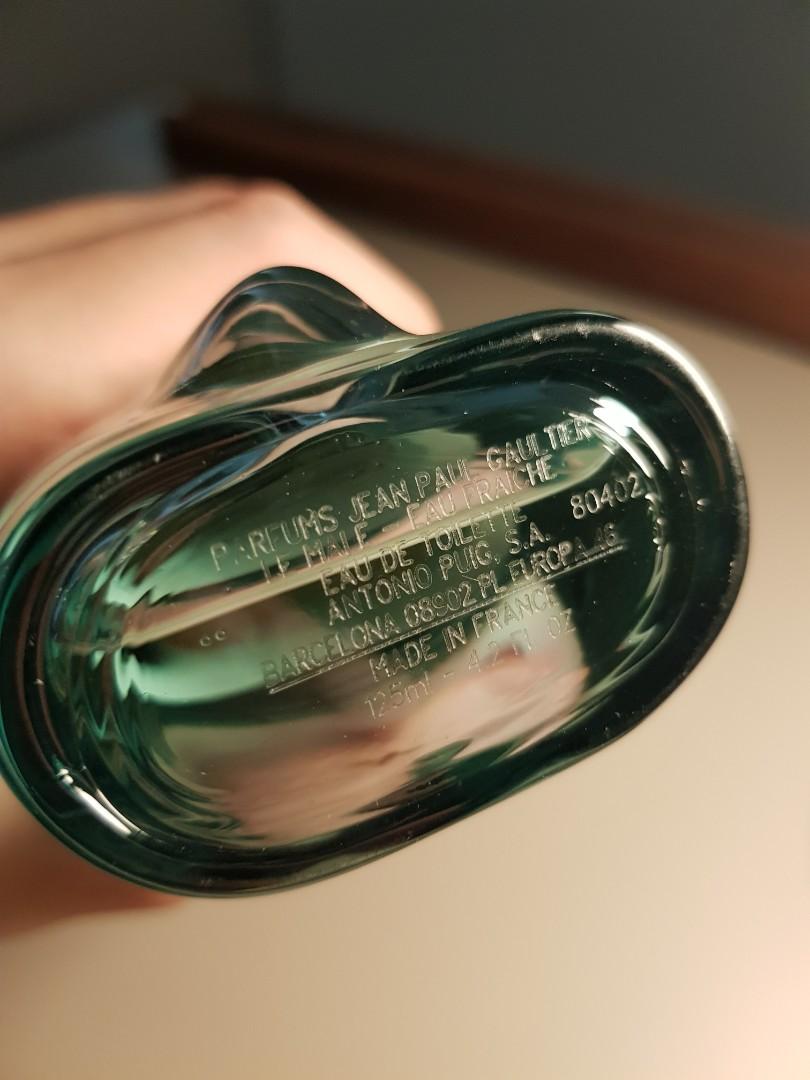 PARFUMS JEAN PAUL GAULTIER
LE MALE - EAU FRAICHE
EAU DE TOILETTE 80402
ANTONIO PUIG, S.A.
BARCELONA 08902 PL EUROPA 46
MADE IN FRANCE
125ml - 4.2 Fl OZ